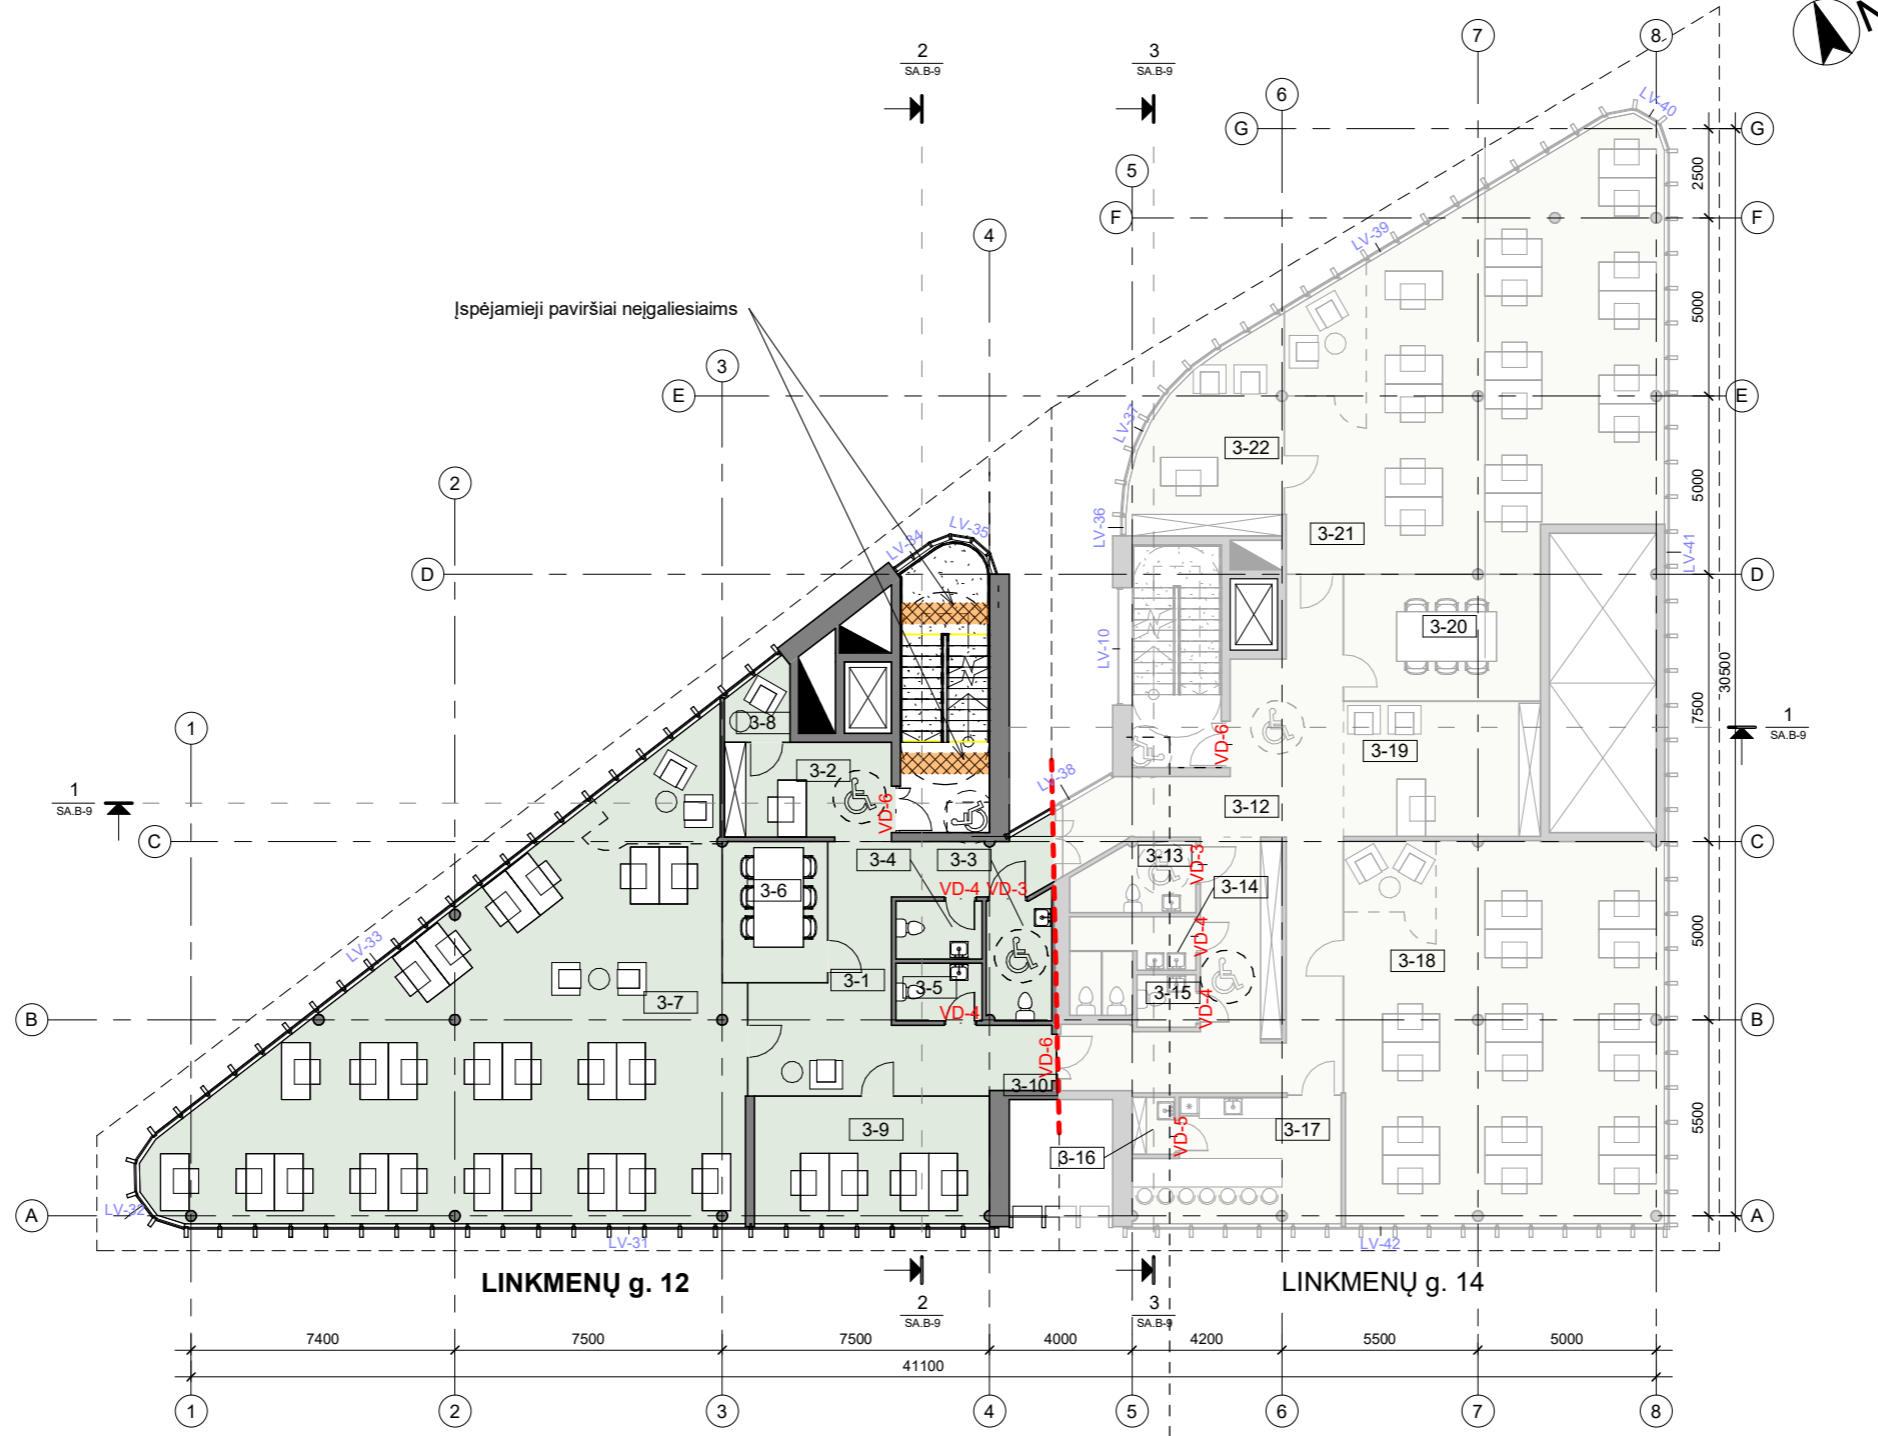 2
SA.B-9
3
SA.B-9
7
8
6
G
G
LV-40
2500
5
F
F
4
LV-39
Įspėjamieji paviršiai neįgaliesiams
5000
3
E
E
LV-37
3-22
2
5000
LV-36
3-21
LV-34
LV-35
LV-41
D
D
3-20
LV-10
30500
7500
1
3-8
VD-6
3-19
1
SA.B-9
3-2
LV-38
1
SA.B-9
VD-6
3-12
C
C
3-4
3-3
3-13
VD-3
3-6
VD-4
VD-3
3-14
5000
LV-33
VD-4
3-18
3-1
3-7
3-5
3-15
VD-4
VD-4
B
B
VD-6
3-10
5500
3-9
VD-5
3-17
3-16
LV-32
A
A
LV-31
LV-42
LINKMENŲ g. 12
LINKMENŲ g. 14
2
SA.B-9
3
SA.B-9
7400
7500
7500
4000
4200
5500
5000
41100
1
2
3
4
5
6
7
8